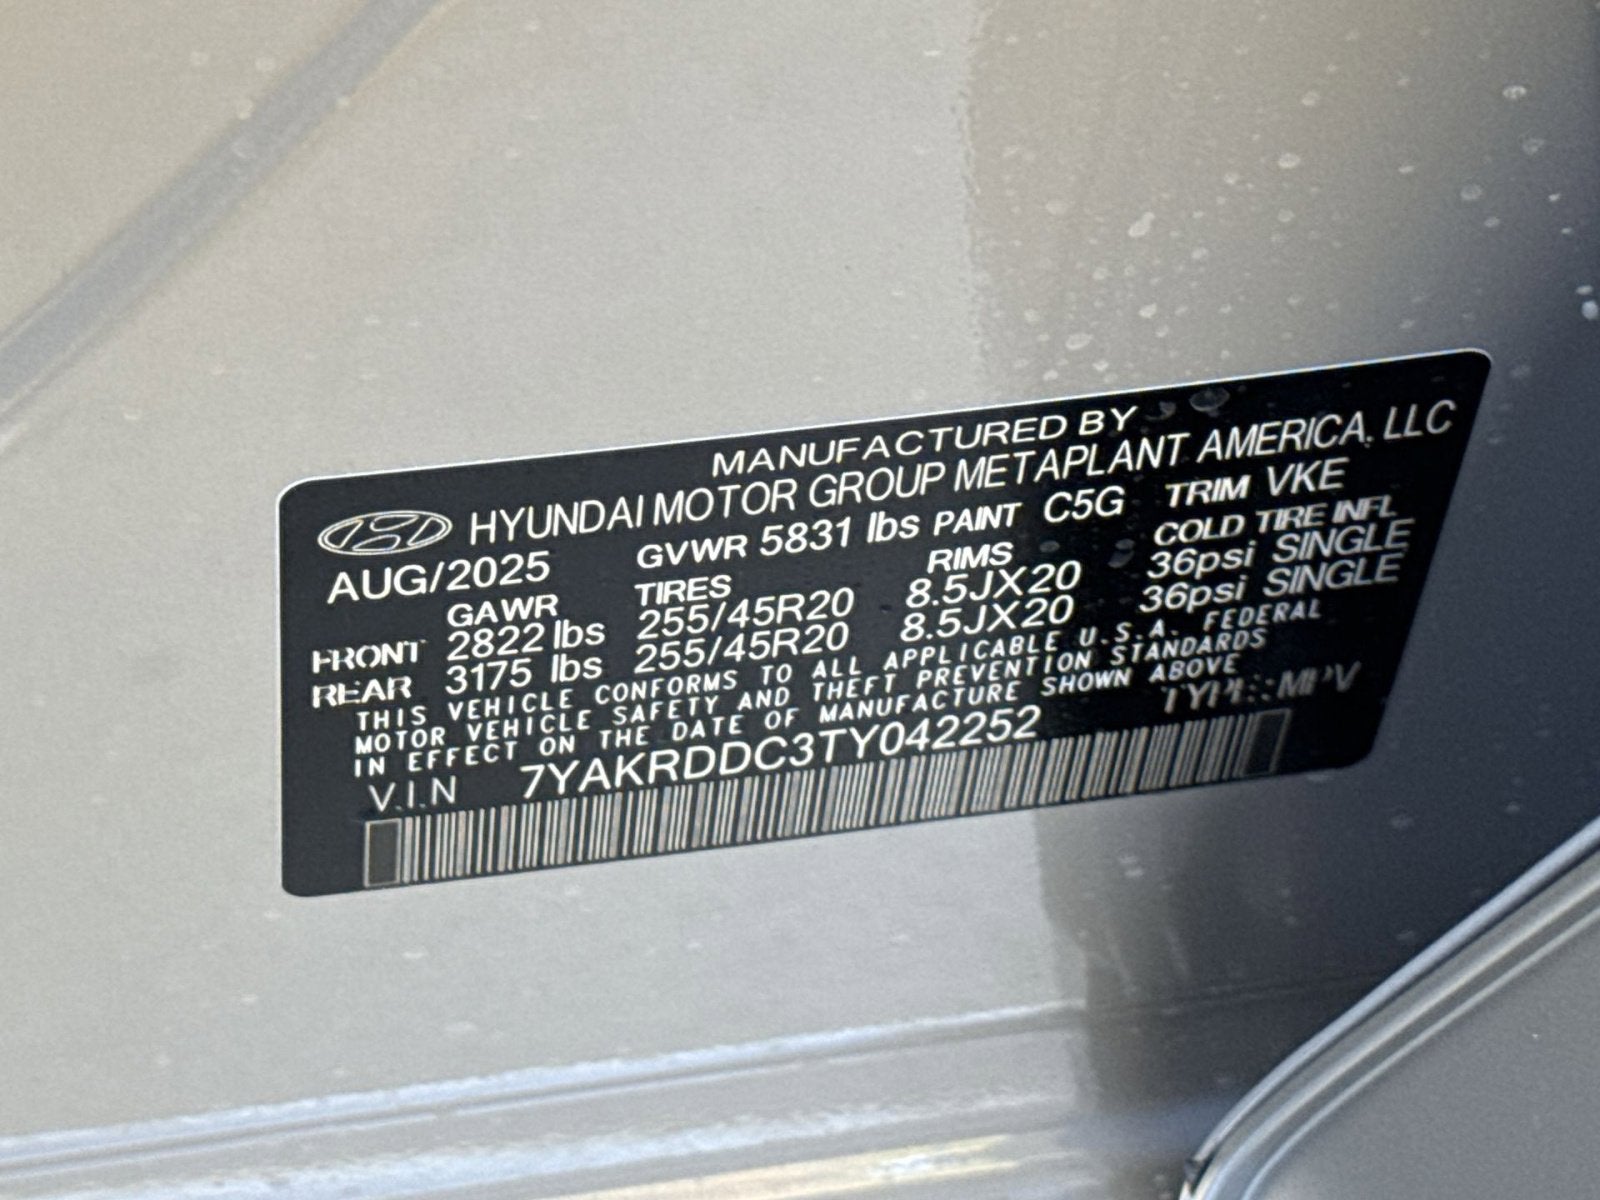 MANUFACTURED BY
HYUNDAI MOTOR GROUP METAPLANT AMERICA, LLC
AUG/2025 GVWR 5831 lbs PAINT C5G TRIM VKE
GAWR TIRES RIMS COLD TIRE INFL
FRONT 2822 lbs 255/45R20 8.5JX20 36psi SINGLE
REAR 3175 lbs 255/45R20 8.5JX20 36psi SINGLE
THIS VEHICLE CONFORMS TO ALL APPLICABLE U.S.A. FEDERAL
MOTOR VEHICLE SAFETY AND THEFT PREVENTION STANDARDS
IN EFFECT ON THE DATE OF MANUFACTURE SHOWN ABOVE
V.I.N 7YAKRDDC3TY042252 TYPE:MPV